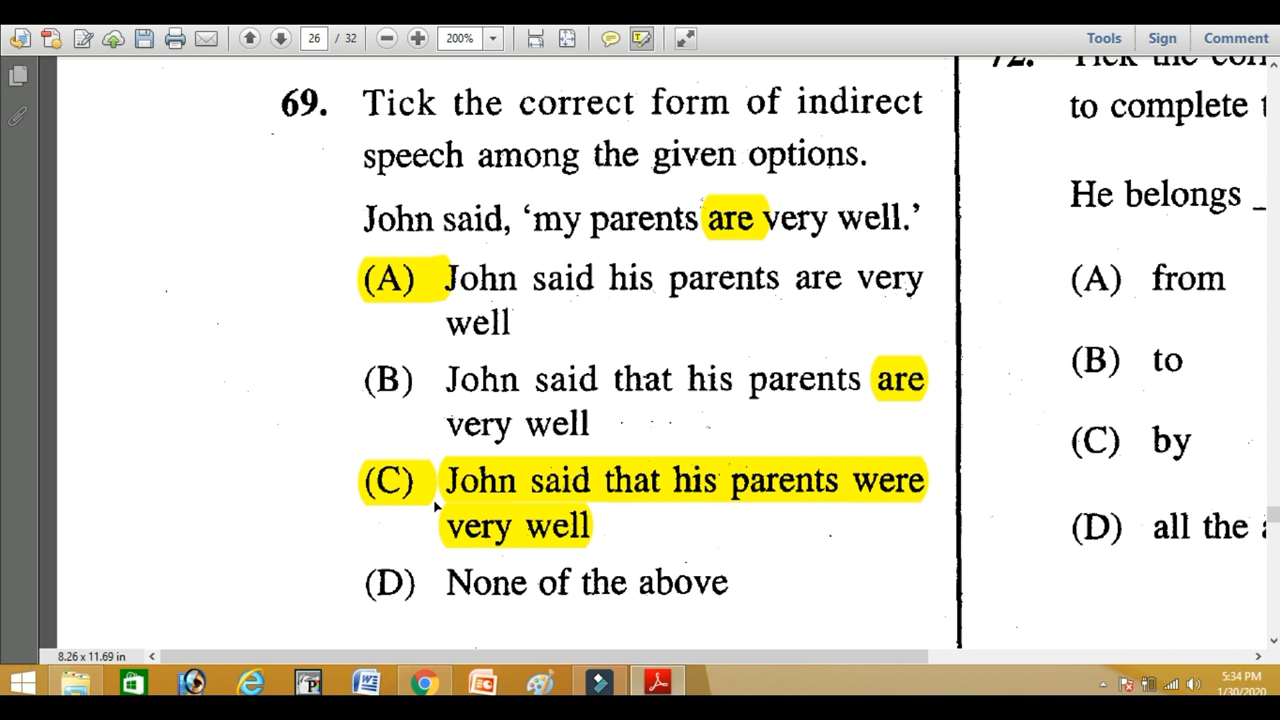 26 / 32
200%
Tools Sign Comment
69. Tick the correct form of indirect
speech among the given options.
John said, ‘my parents are very well.’
(A) John said his parents are very
well
(B) John said that his parents are
very well
(C) John said that his parents were
very well
(D) None of the above
to complete
He belongs _
(A) from
(B) to
(C) by
(D) all the
8.26 x 11.69 in
5:34 PM
1/30/2020